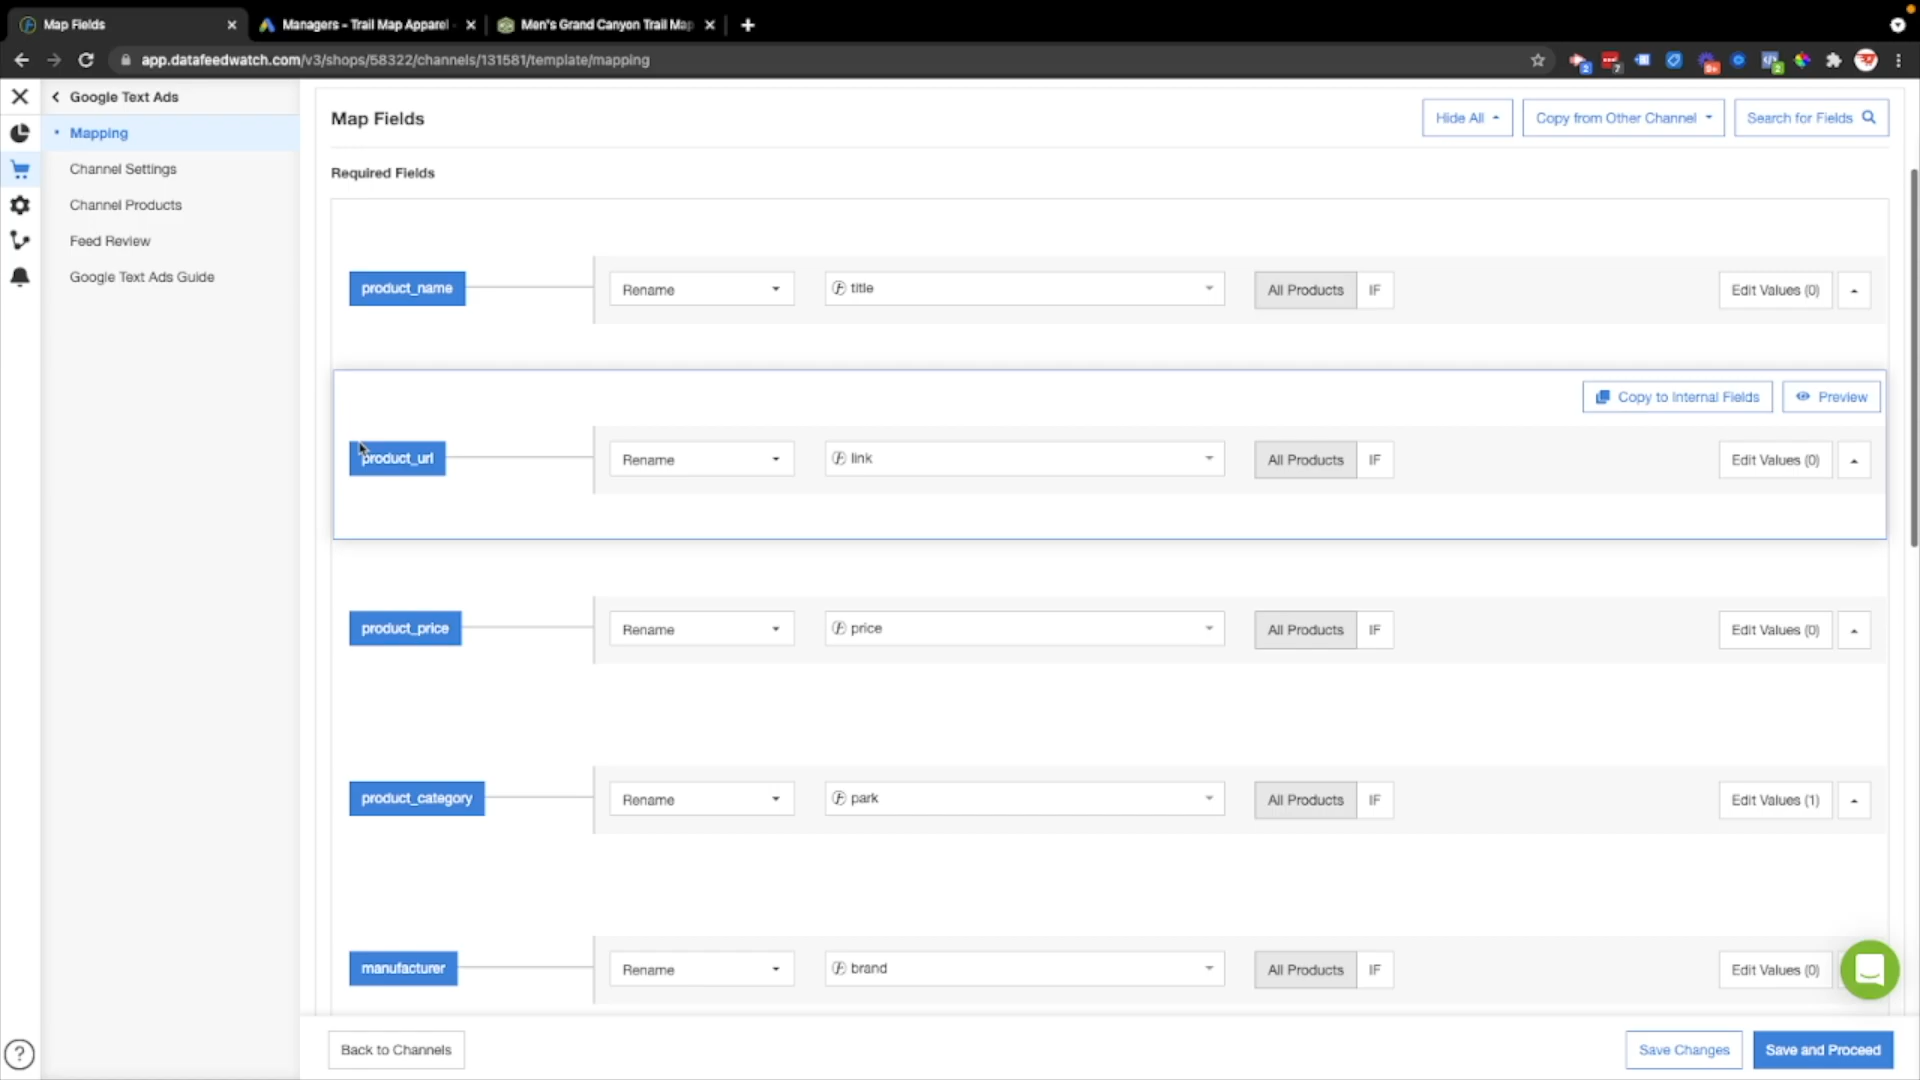 Map Fields
Managers - Trail Map Apparel
Men's Grand Canyon Trail Map
app.datafeedwatch.com/v3/shops/58322/channels/131581/template/mapping
Google Text Ads
Mapping
Channel Settings
Channel Products
Feed Review
Google Text Ads Guide
Map Fields
Hide All
Copy from Other Channel
Search for Fields
Required Fields
product_name
Rename
title
All Products
IF
Edit Values (0)
Copy to Internal Fields
Preview
product_url
Rename
link
All Products
IF
Edit Values (0)
product_price
Rename
price
All Products
IF
Edit Values (0)
product_category
Rename
park
All Products
IF
Edit Values (1)
manufacturer
Rename
brand
All Products
IF
Edit Values (0)
Back to Channels
Save Changes
Save and Proceed